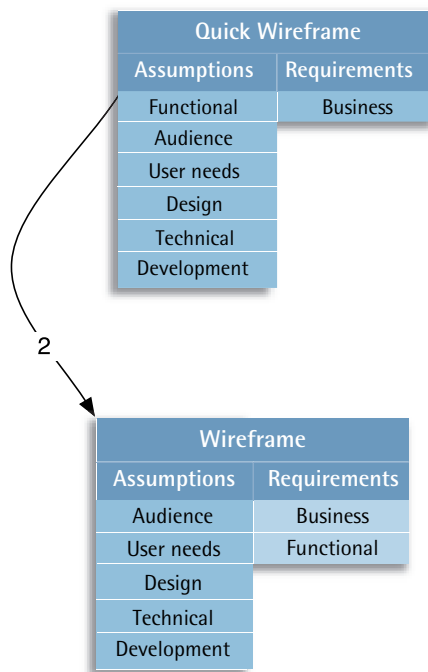 Quick Wireframe
Assumptions Requirements
Functional Business
Audience
User needs
Design
Technical
Development
2
Wireframe
Assumptions Requirements
Audience Business
User needs Functional
Design
Technical
Development